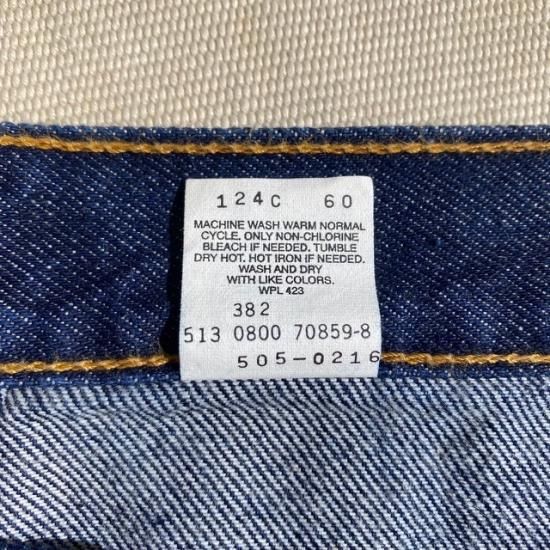 124C 60
MACHINE WASH WARM NORMAL
CYCLE. ONLY NON-CHLORINE
BLEACH IF NEEDED. TUMBLE
DRY HOT. HOT IRON IF NEEDED.
WASH AND DRY
WITH LIKE COLORS.
WPL 423
382
513 0800 70859-8
505-0216